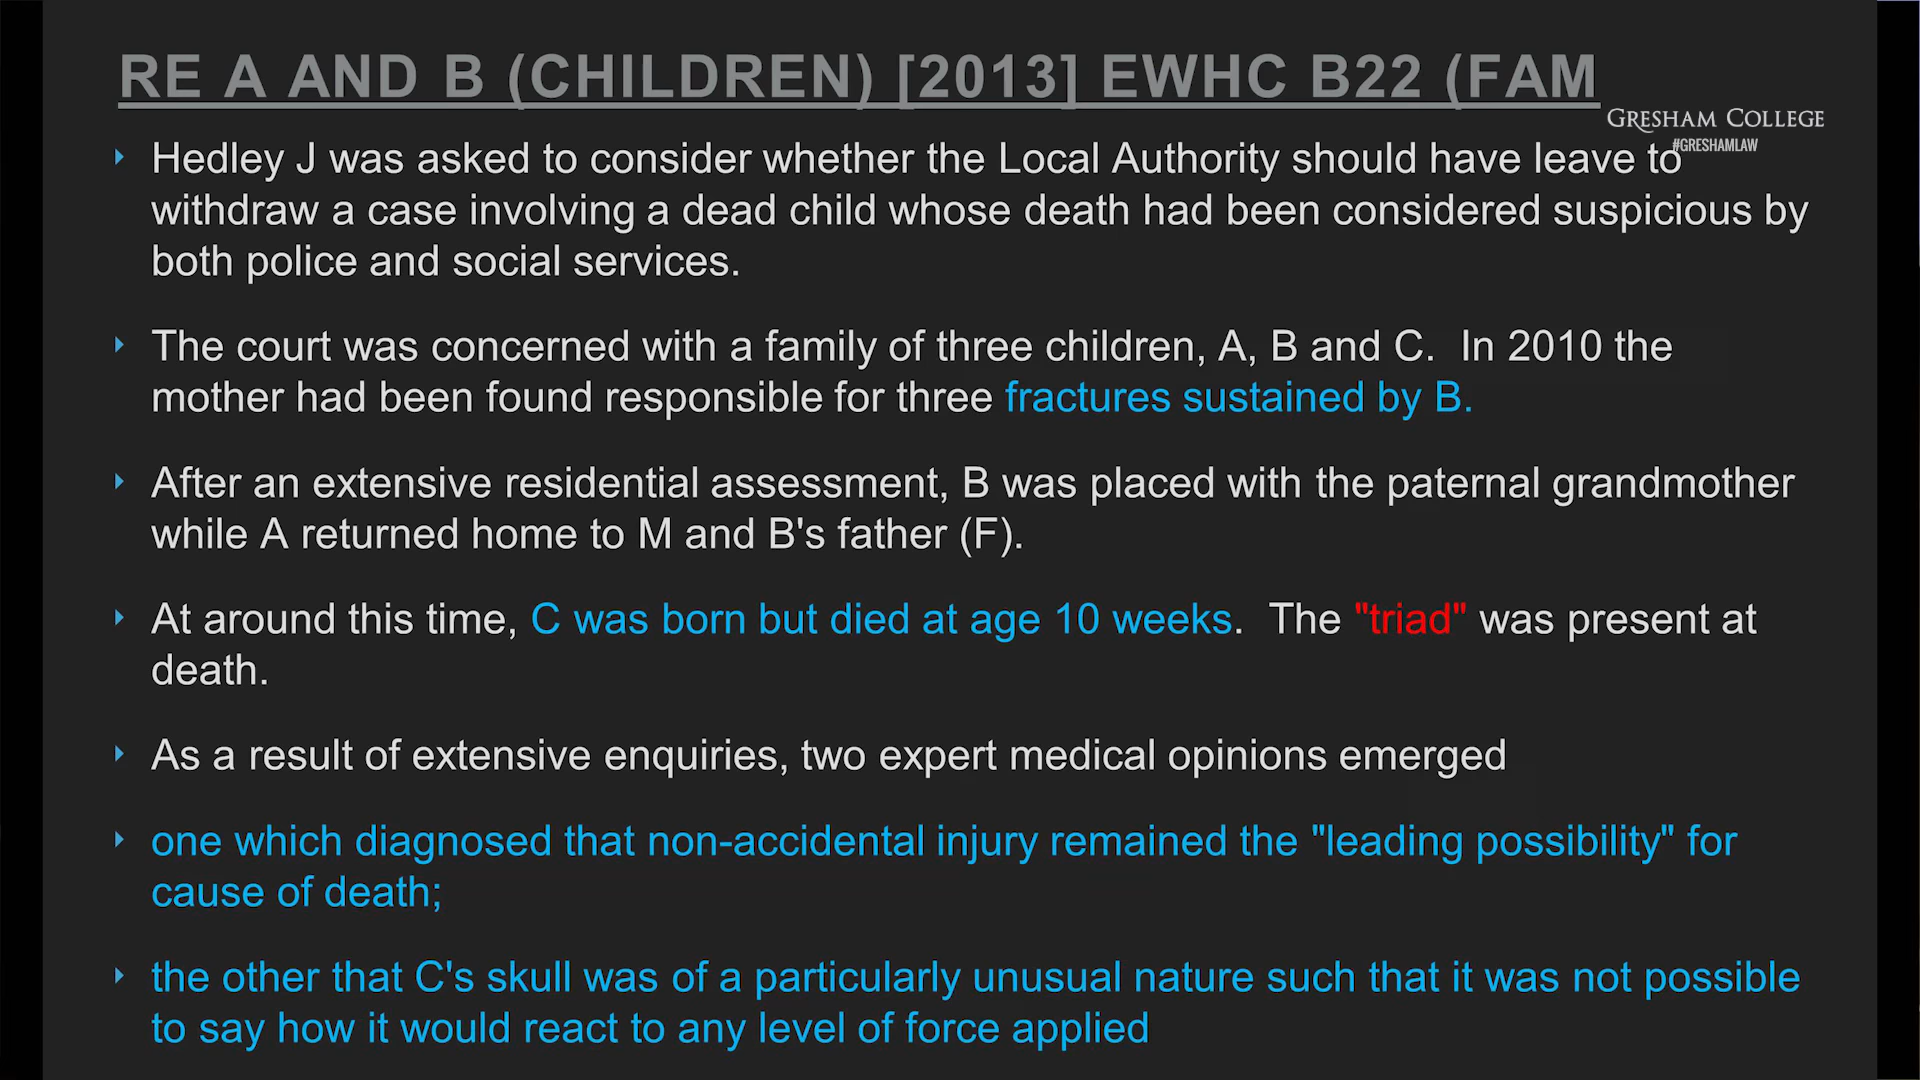 RE A AND B (CHILDREN) [2013] EWHC B22 (FAM
GRESHAM COLLEGE
#GRESHAMLAW
Hedley J was asked to consider whether the Local Authority should have leave to
withdraw a case involving a dead child whose death had been considered suspicious by
both police and social services.
The court was concerned with a family of three children, A, B and C. In 2010 the
mother had been found responsible for three fractures sustained by B.
After an extensive residential assessment, B was placed with the paternal grandmother
while A returned home to M and B's father (F).
At around this time, C was born but died at age 10 weeks. The "triad" was present at
death.
As a result of extensive enquiries, two expert medical opinions emerged
one which diagnosed that non-accidental injury remained the "leading possibility" for
cause of death;
the other that C's skull was of a particularly unusual nature such that it was not possible
to say how it would react to any level of force applied